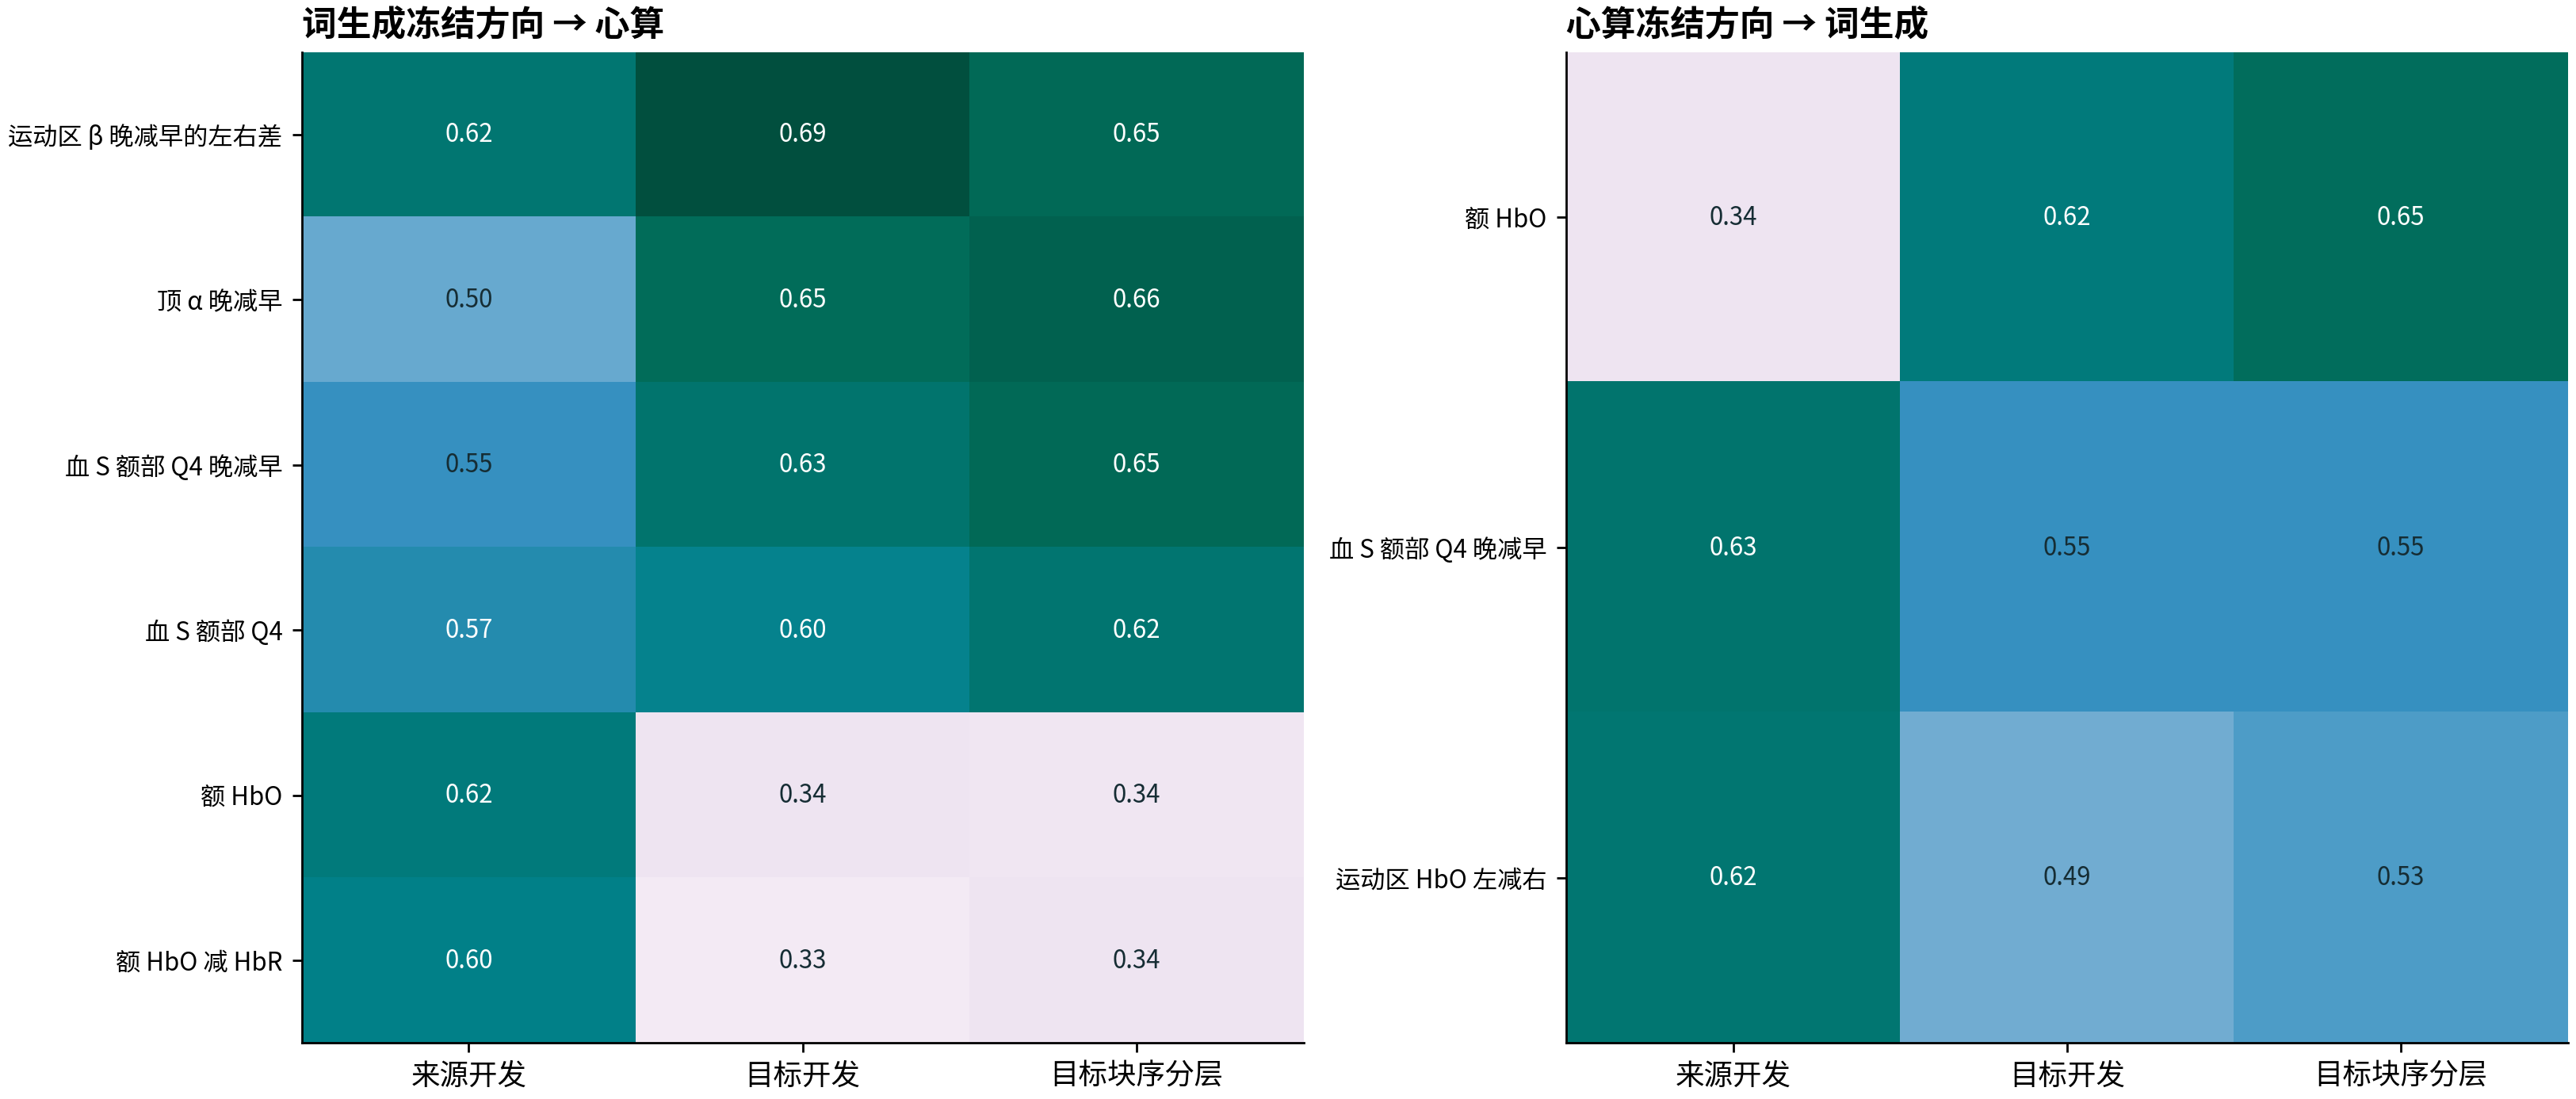 词生成冻结方向 → 心算
运动区 β 晚减早的左右差
0.62 0.69 0.65
顶 α 晚减早
0.50 0.65 0.66
血 S 额部 Q4 晚减早
0.55 0.63 0.65
血 S 额部 Q4
0.57 0.60 0.62
额 HbO
0.62 0.34 0.34
额 HbO 减 HbR
0.60 0.33 0.34
来源开发 目标开发 目标块序分层
心算冻结方向 → 词生成
额 HbO
0.34 0.62 0.65
血 S 额部 Q4 晚减早
0.63 0.55 0.55
运动区 HbO 左减右
0.62 0.49 0.53
来源开发 目标开发 目标块序分层